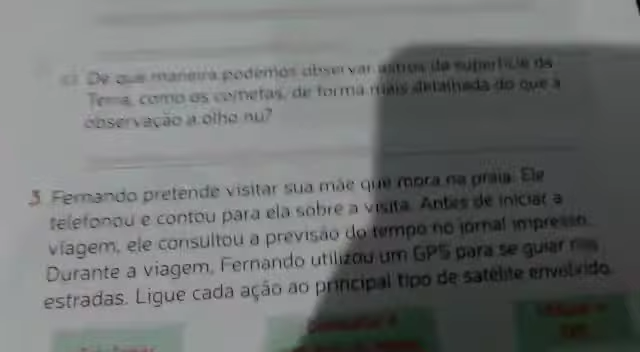 c) De que maneira podemos observar astros da superfície da
Terra, como os cometas, de forma mais detalhada do que a
observação a olho nu?
3 Fernando pretende visitar sua mãe que mora na praia. Ele
telefonou e contou para ela sobre a visita. Antes de iniciar a
viagem, ele consultou a previsão do tempo no jornal impresso.
Durante a viagem, Fernando utilizou um GPS para se guiar nas
estradas. Ligue cada ação ao principal tipo de satélite envolvido.